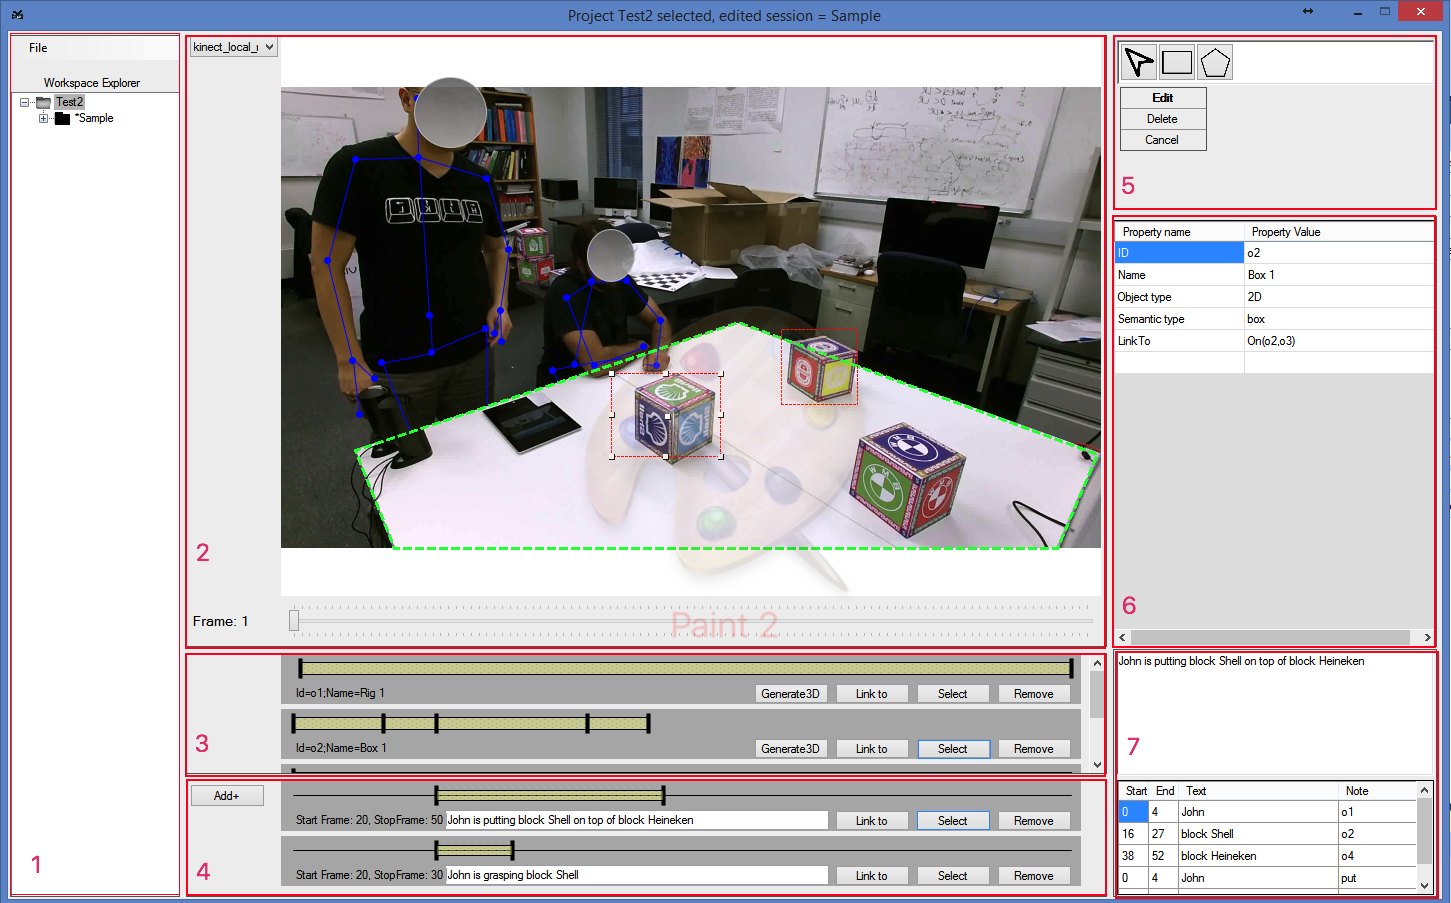 Project Test2 selected, edited session = Sample
File
Workspace Explorer
Test2
*Sample
1
kinect_local_r
K I N L
BMW
2
Frame: 1
Paint 2
3
Id=o1;Name=Rig 1
Generate3D Link to Select Remove
Id=o2;Name=Box 1
Generate3D Link to Select Remove
4
Add+
Start Frame: 20, StopFrame: 50 John is putting block Shell on top of block Heineken Link to Select Remove
Start Frame: 20, StopFrame: 30 John is grasping block Shell Link to Select Remove
Edit
Delete
Cancel
5
Property name Property Value
ID o2
Name Box 1
Object type 2D
Semantic type box
LinkTo On(o2,o3)
6
John is putting block Shell on top of block Heineken
7
Start End Text Note
0 4 John o1
16 27 block Shell o2
38 52 block Heineken o4
0 4 John put